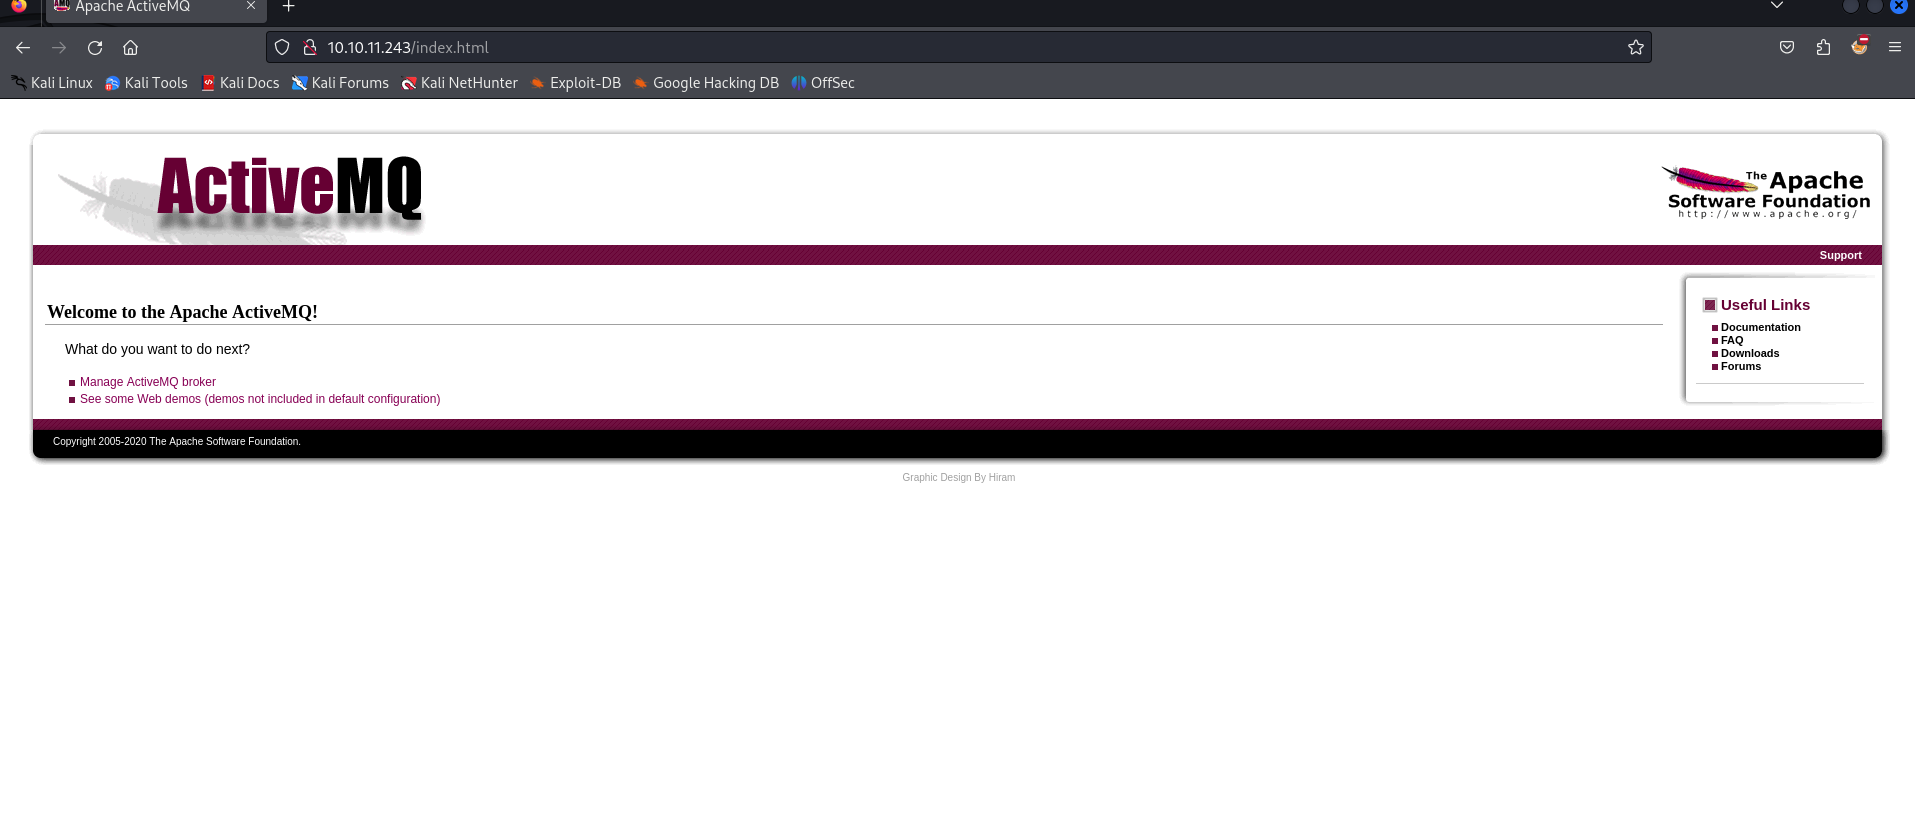 Apache ActiveMQ
10.10.11.243/index.html
Kali Linux Kali Tools Kali Docs Kali Forums Kali NetHunter Exploit-DB Google Hacking DB OffSec
ActiveMQ
The Apache
Software Foundation
http://www.apache.org/
Support
Welcome to the Apache ActiveMQ!
What do you want to do next?
Manage ActiveMQ broker
See some Web demos (demos not included in default configuration)
Useful Links
Documentation
FAQ
Downloads
Forums
Copyright 2005-2020 The Apache Software Foundation.
Graphic Design By Hiram